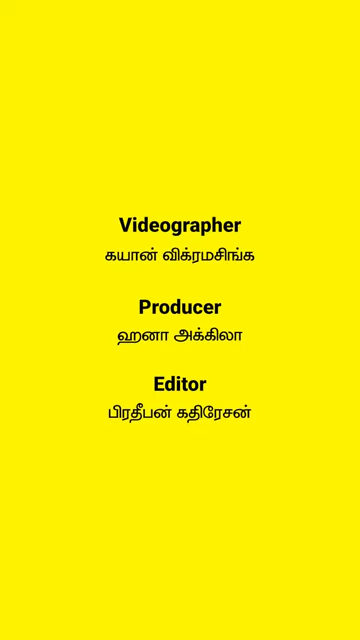 Videographer
கயான் விக்ரமசிங்க
Producer
ஹனா அக்கிலா
Editor
பிரதீபன் கதிரேசன்